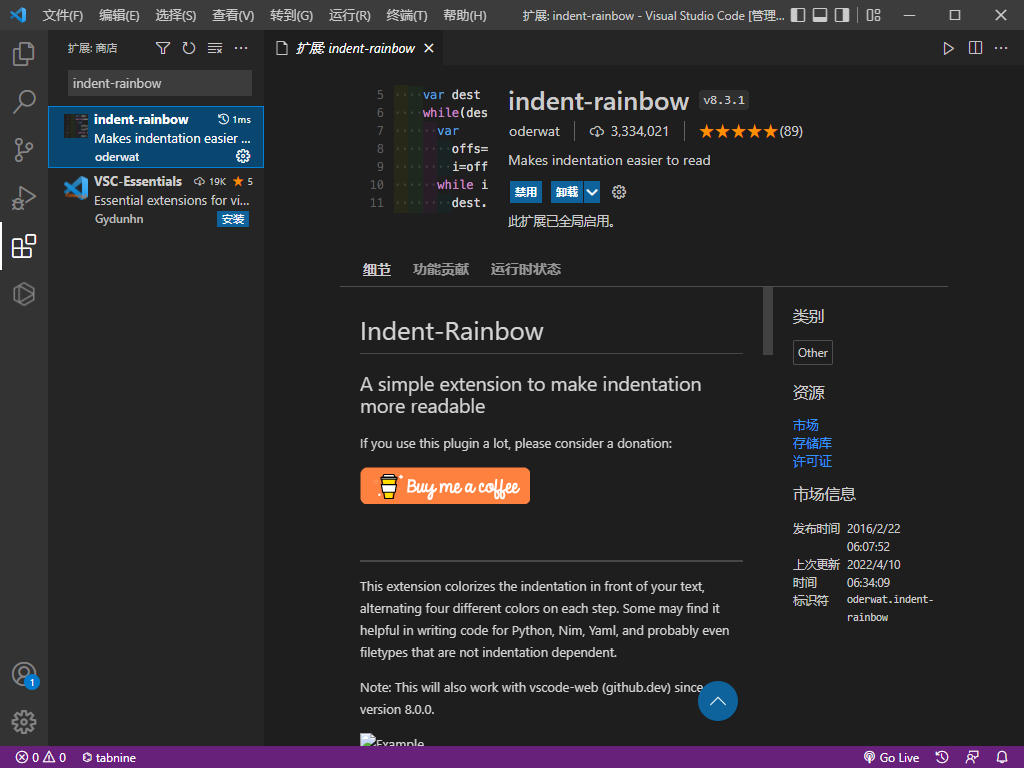 文件(F) 编辑(E) 选择(S) 查看(V) 转到(G) 运行(R) 终端(T) 帮助(H) 扩展: indent-rainbow - Visual Studio Code [管理...
扩展: 商店
indent-rainbow
indent-rainbow 1ms
Makes indentation easier ...
oderwat
VSC-Essentials 19K 5
Essential extensions for vi...
Gydunhn 安装
扩展: indent-rainbow
5 var dest
6 while(des
7 var
8 offs=
9 i=off
10 while i
11 dest.
indent-rainbow v8.3.1
oderwat 3,334,021 (89)
Makes indentation easier to read
禁用 卸载
此扩展已全局启用。
细节 功能贡献 运行时状态
Indent-Rainbow
A simple extension to make indentation
more readable
If you use this plugin a lot, please consider a donation:
Buy me a coffee
This extension colorizes the indentation in front of your text,
alternating four different colors on each step. Some may find it
helpful in writing code for Python, Nim, Yaml, and probably even
filetypes that are not indentation dependent.
Note: This will also work with vscode-web (github.dev) since
version 8.0.0.
Example
类别
Other
资源
市场
存储库
许可证
市场信息
发布时间 2016/2/22
06:07:52
上次更新 2022/4/10
时间 06:34:09
标识符 oderwat.indent-
rainbow
1
0 0 tabnine Go Live